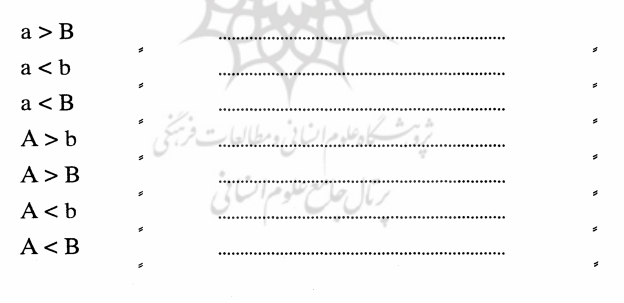 a > B ........................................................................ 〃
〃
a < b ........................................................................ 〃
〃
a < B ........................................................................ 〃
〃
A > b ........................................................................ 〃
〃
A > B ........................................................................ 〃
〃
A < b ........................................................................ 〃
〃
A < B ........................................................................ 〃
〃
پژوهشگاه علوم انسانی و مطالعات فرهنگی
پرتال جامع علوم انسانی